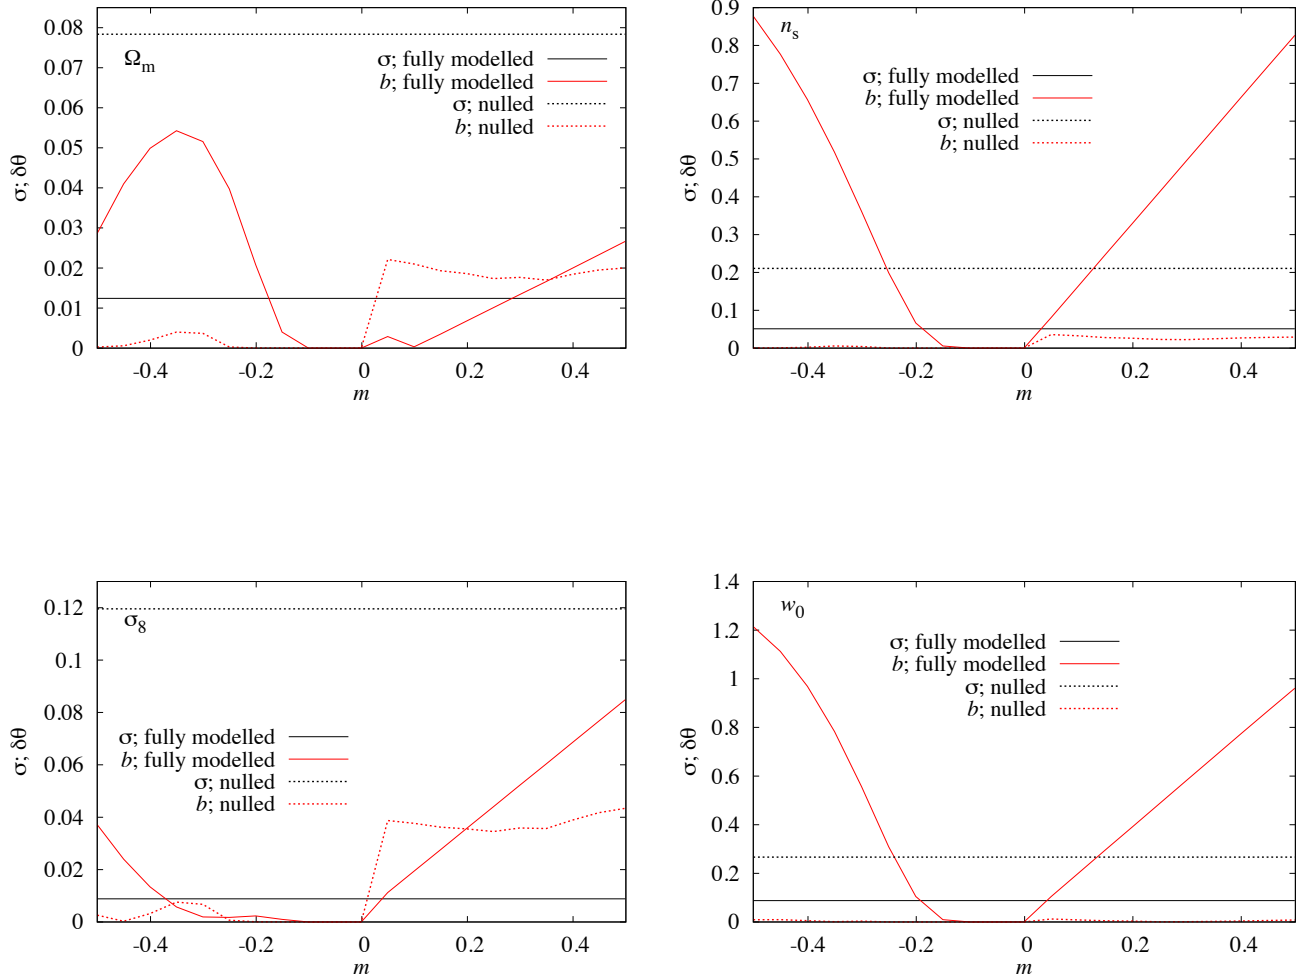 0.08
0.07
0.06
0.05
0.04
0.03
0.02
0.01
0
σ; δθ
Ωm
σ; fully modelled
b; fully modelled
σ; nulled
b; nulled
-0.4
-0.2
0
0.2
0.4
m
0.9
0.8
0.7
0.6
0.5
0.4
0.3
0.2
0.1
0
σ; δθ
ns
σ; fully modelled
b; fully modelled
σ; nulled
b; nulled
-0.4
-0.2
0
0.2
0.4
m
0.12
0.1
0.08
0.06
0.04
0.02
0
σ; δθ
σ8
σ; fully modelled
b; fully modelled
σ; nulled
b; nulled
-0.4
-0.2
0
0.2
0.4
m
1.4
1.2
1
0.8
0.6
0.4
0.2
0
σ; δθ
w0
σ; fully modelled
b; fully modelled
σ; nulled
b; nulled
-0.4
-0.2
0
0.2
0.4
m